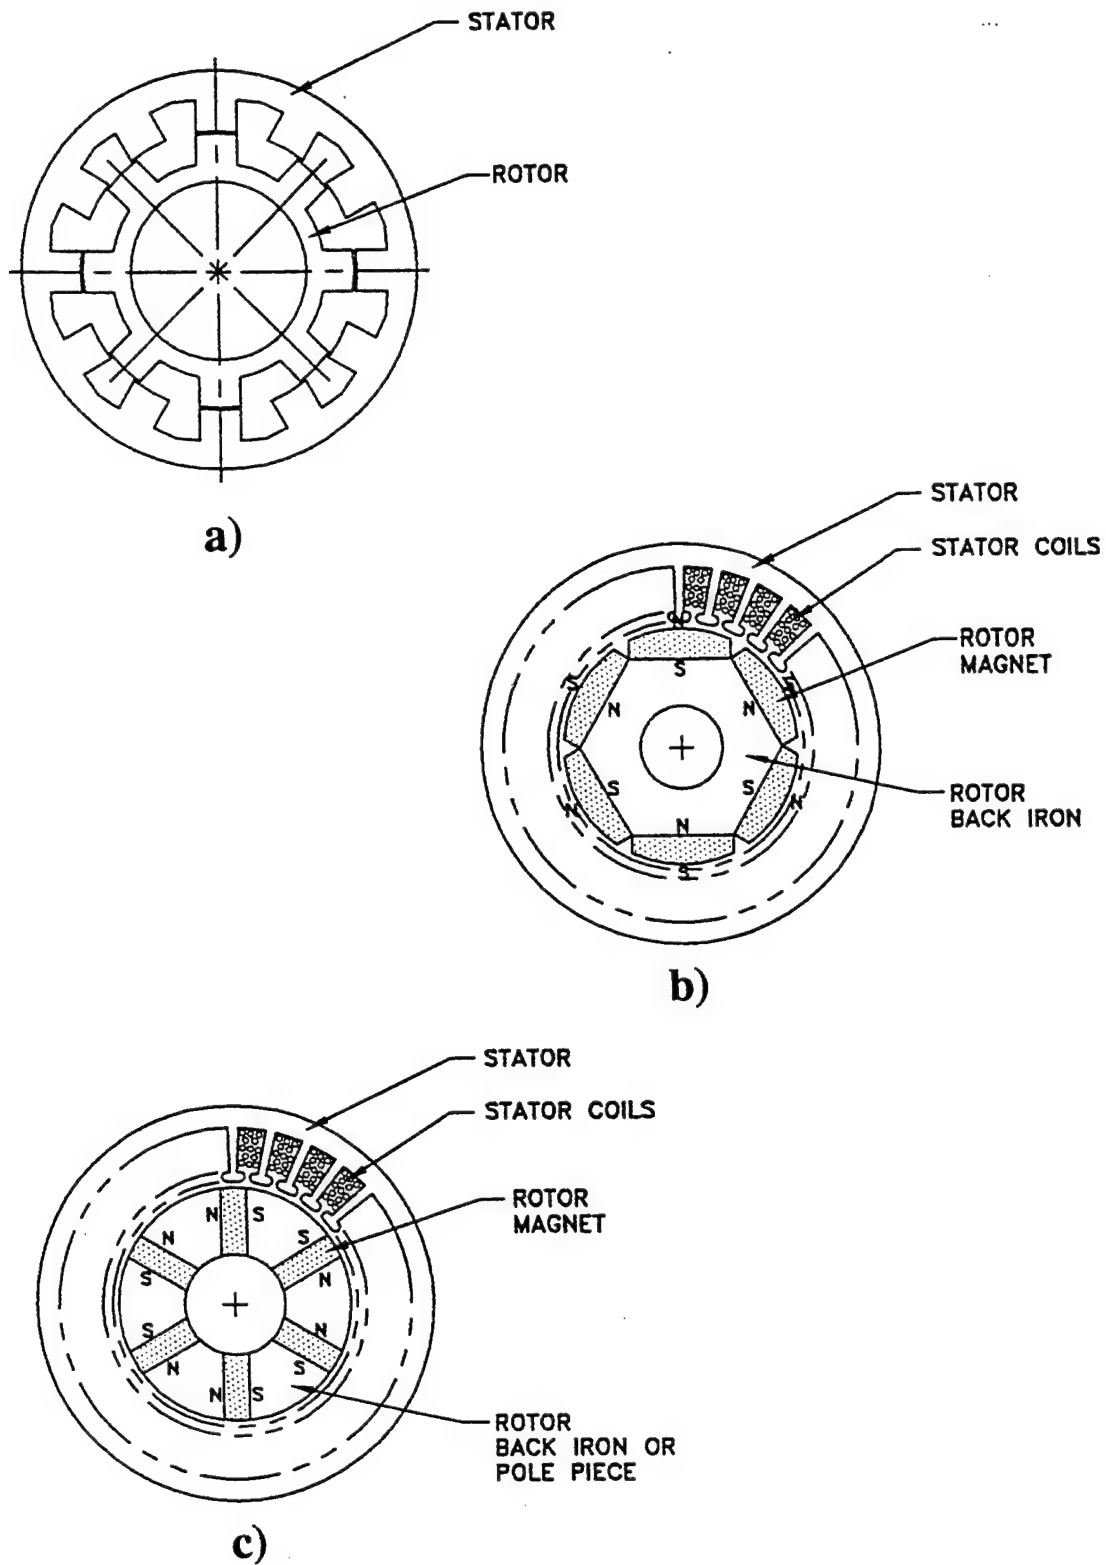 STATOR
ROTOR
a)
STATOR
STATOR COILS
ROTOR
MAGNET
N
S
S
S
N
N
S
S
N
N
N
S
ROTOR
BACK IRON
b)
STATOR
STATOR COILS
ROTOR
MAGNET
N S
N
S
S
N
S
N
N
S
N S
ROTOR
BACK IRON OR
POLE PIECE
c)